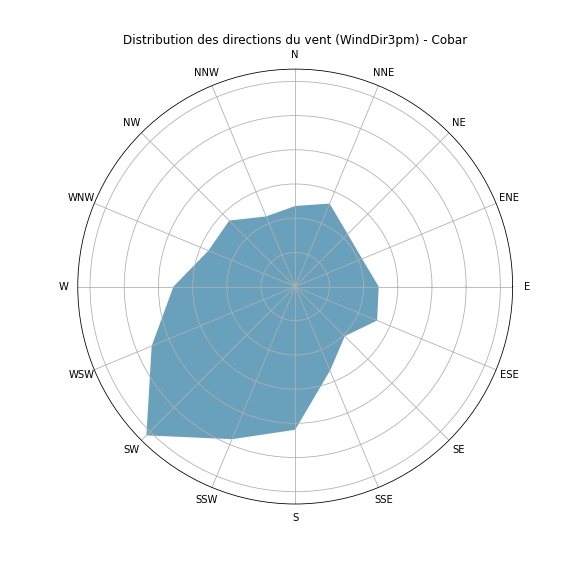 Distribution des directions du vent (WindDir3pm) - Cobar
N
NNW
NNE
NW
NE
WNW
ENE
W
E
WSW
ESE
SW
SE
SSW
SSE
S